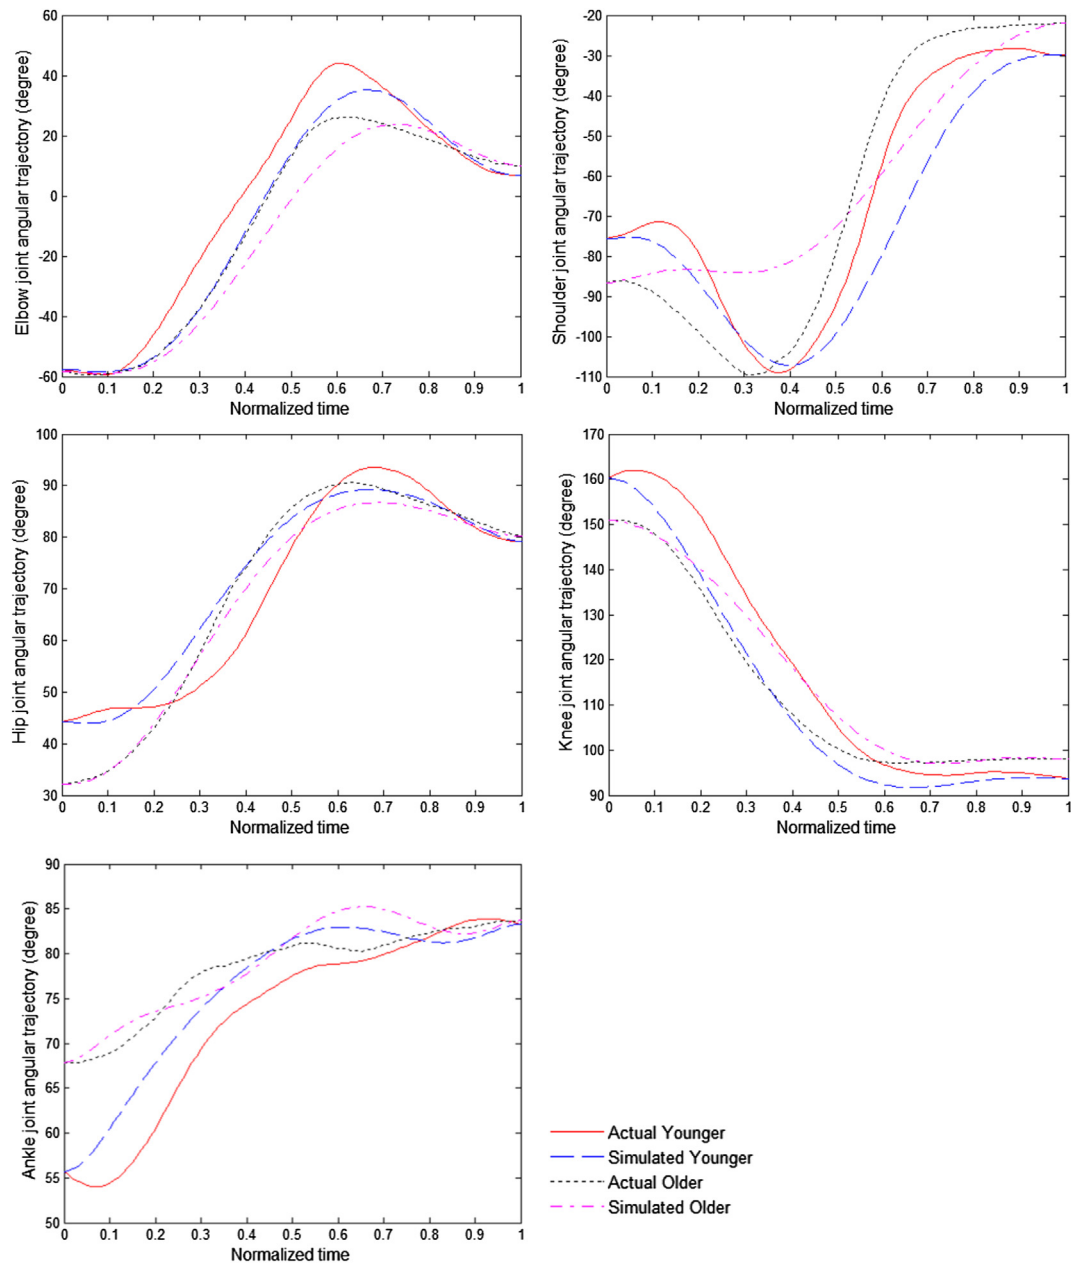 Elbow joint angular trajectory (degree)
60
40
20
0
-20
-40
-60
0 0.1 0.2 0.3 0.4 0.5 0.6 0.7 0.8 0.9 1
Normalized time
Shoulder joint angular trajectory (degree)
-20
-30
-40
-50
-60
-70
-80
-90
-100
-110
0 0.1 0.2 0.3 0.4 0.5 0.6 0.7 0.8 0.9 1
Normalized time
Hip joint angular trajectory (degree)
100
90
80
70
60
50
40
30
0 0.1 0.2 0.3 0.4 0.5 0.6 0.7 0.8 0.9 1
Normalized time
Knee joint angular trajectory (degree)
170
160
150
140
130
120
110
100
90
0 0.1 0.2 0.3 0.4 0.5 0.6 0.7 0.8 0.9 1
Normalized time
Ankle joint angular trajectory (degree)
90
85
80
75
70
65
60
55
50
0 0.1 0.2 0.3 0.4 0.5 0.6 0.7 0.8 0.9 1
Normalized time
Actual Younger
Simulated Younger
Actual Older
Simulated Older